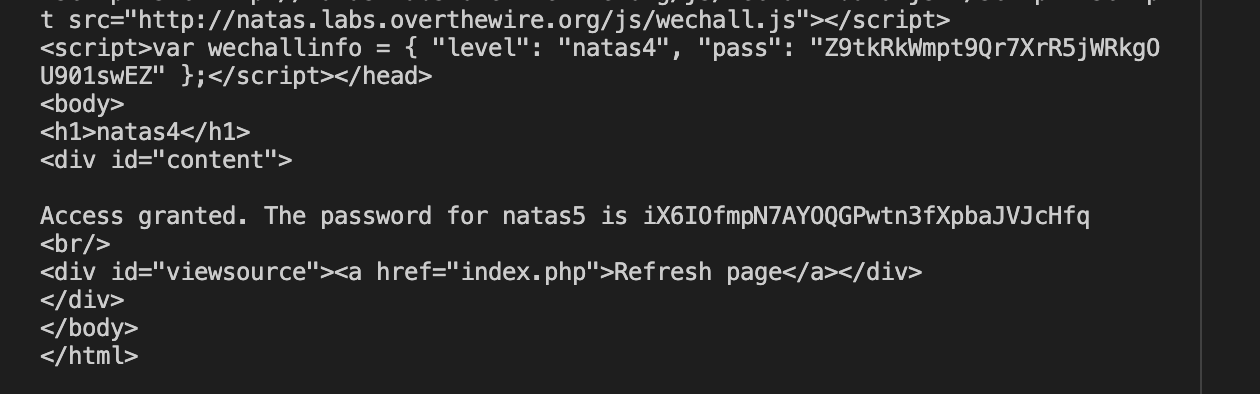 t src="http://natas.labs.overthewire.org/js/wechall.js"></script>
<script>var wechallinfo = { "level": "natas4", "pass": "Z9tkRkWmpt9Qr7XrR5jWRkgO
U901swEZ" };</script></head>
<body>
<h1>natas4</h1>
<div id="content">
Access granted. The password for natas5 is iX6IOfmpN7AYOQGPwtn3fXpbaJVJcHfq
<br/>
<div id="viewsource"><a href="index.php">Refresh page</a></div>
</div>
</body>
</html>